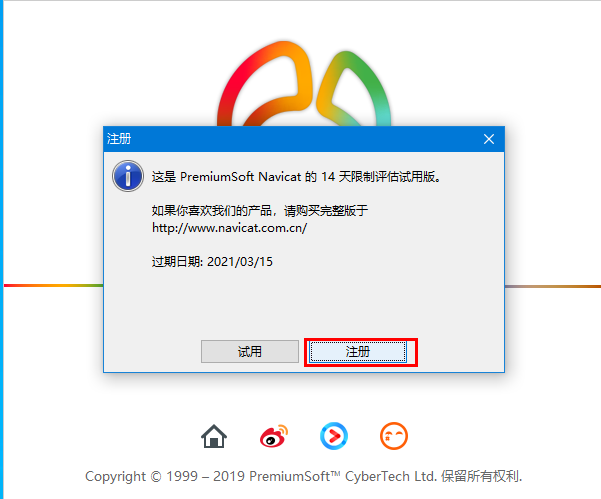 注册
这是 PremiumSoft Navicat 的 14 天限制评估试用版。
如果你喜欢我们的产品，请购买完整版于
http://www.navicat.com.cn/
过期日期: 2021/03/15
试用
注册
Copyright © 1999 – 2019 PremiumSoft™ CyberTech Ltd. 保留所有权利.